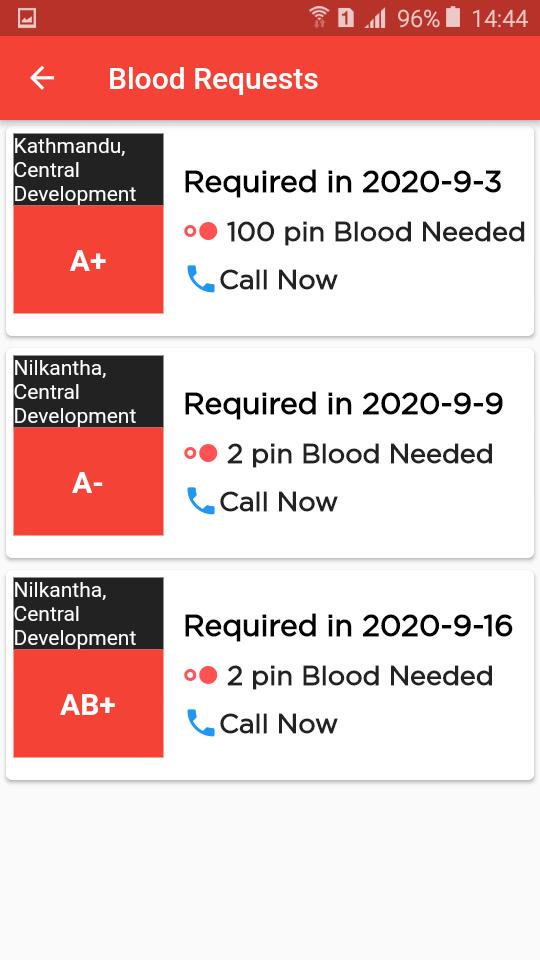 1 96% 14:44
Blood Requests
Kathmandu,
Central
Development
A+
Required in 2020-9-3
100 pin Blood Needed
Call Now
Nilkantha,
Central
Development
A-
Required in 2020-9-9
2 pin Blood Needed
Call Now
Nilkantha,
Central
Development
AB+
Required in 2020-9-16
2 pin Blood Needed
Call Now